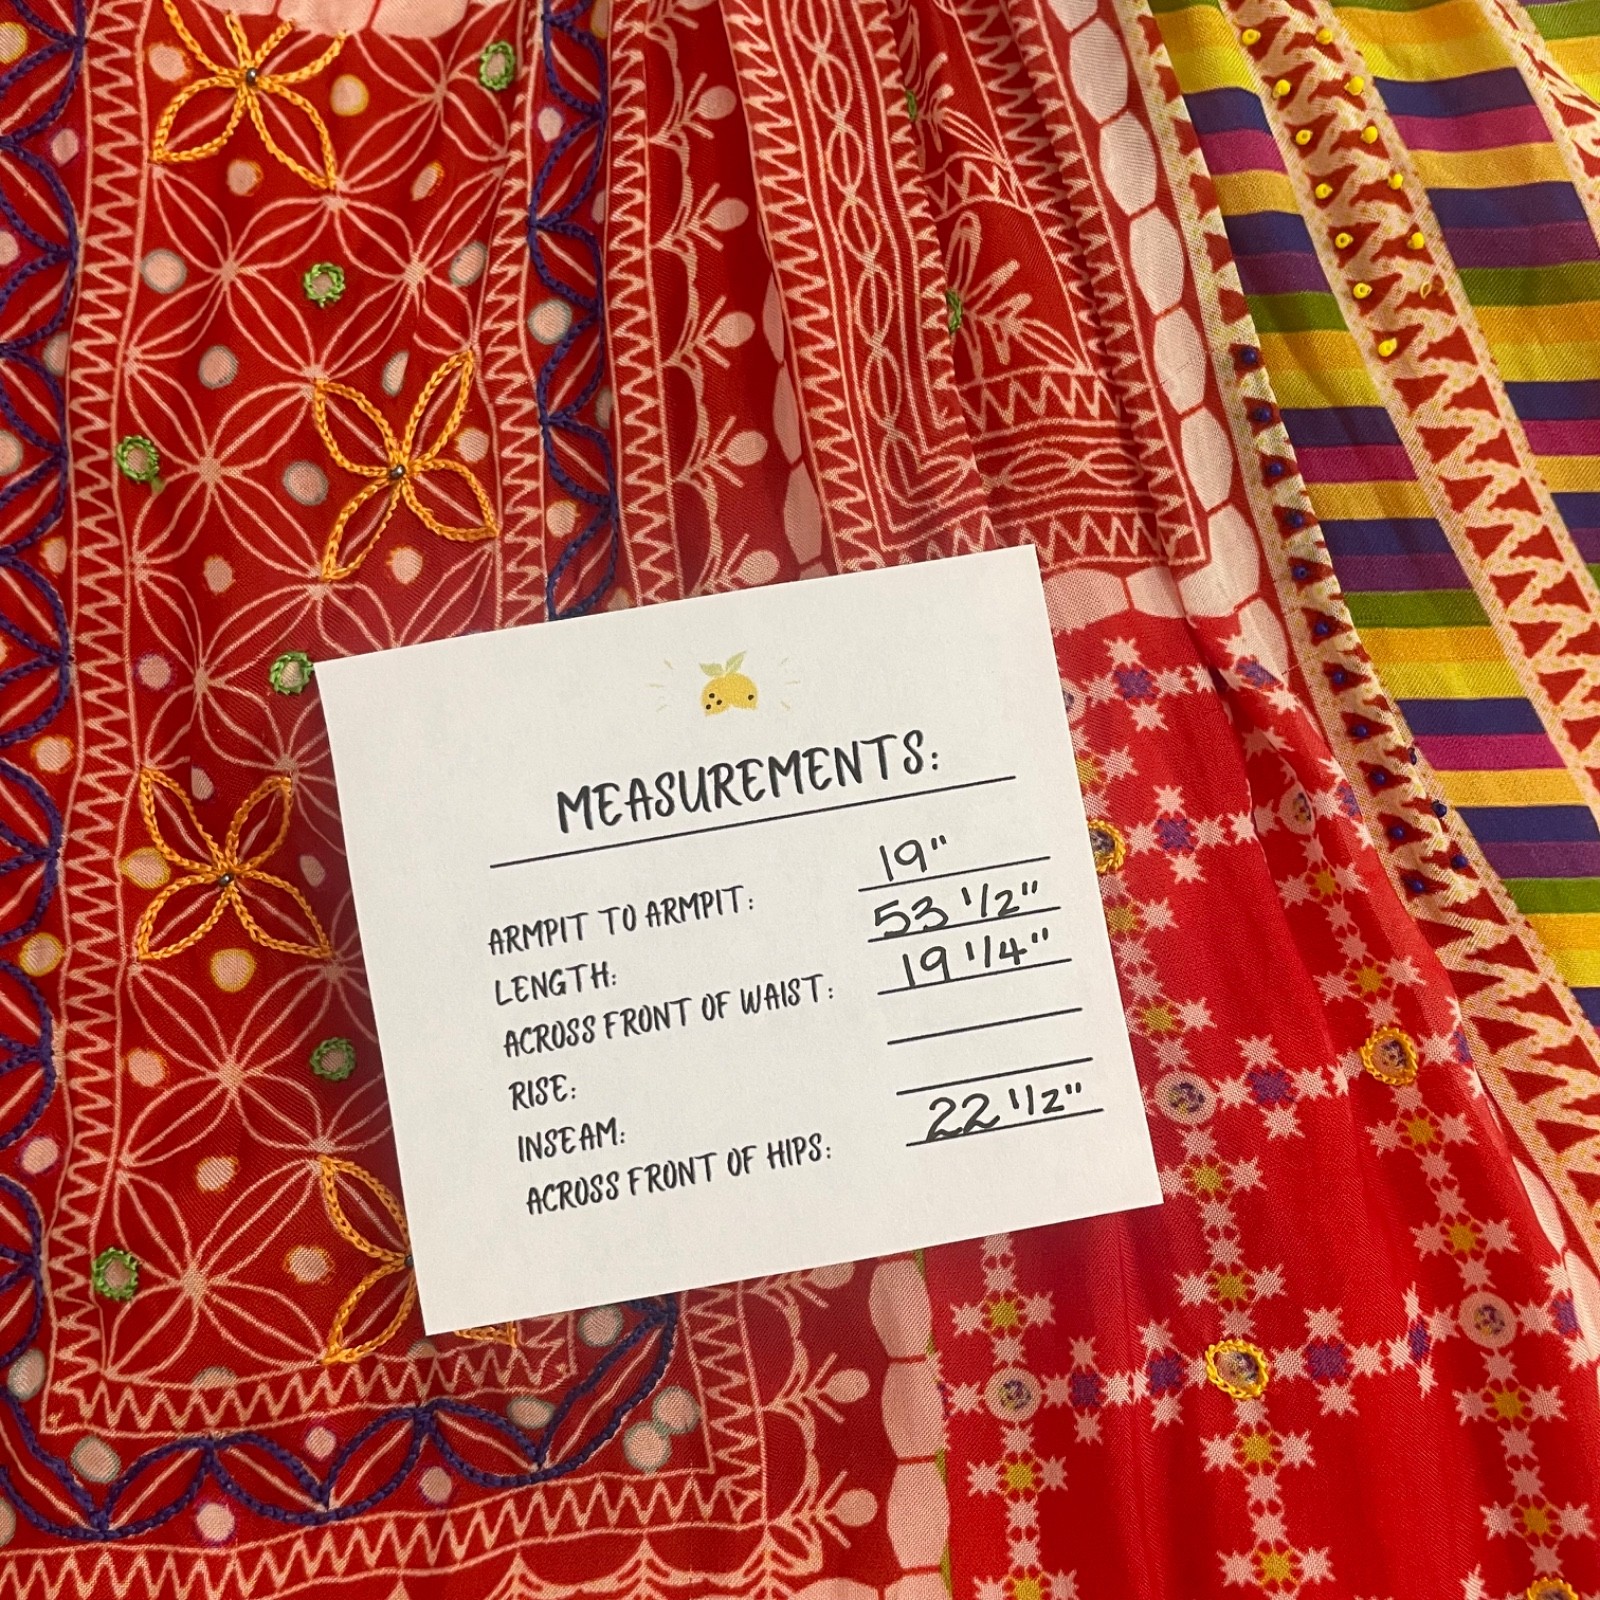 MEASUREMENTS:
ARMPIT TO ARMPIT: 19"
LENGTH: 53 1/2"
ACROSS FRONT OF WAIST: 19 1/4"
RISE:
INSEAM:
ACROSS FRONT OF HIPS: 22 1/2"